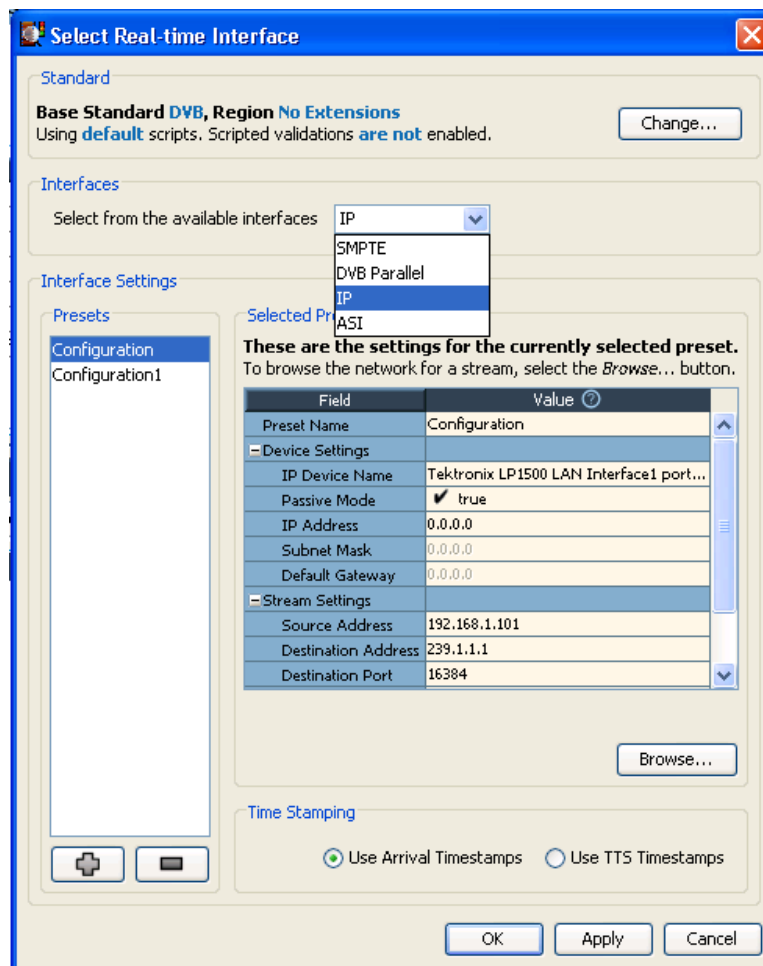 Select Real-time Interface
Standard
Base Standard DVB, Region No Extensions
Using default scripts. Scripted validations are not enabled.
Change...
Interfaces
Select from the available interfaces IP
SMPTE
DVB Parallel
IP
ASI
Interface Settings
Presets
Configuration
Configuration1
Selected Pr
These are the settings for the currently selected preset.
To browse the network for a stream, select the Browse... button.
Field Value ?
Preset Name Configuration
Device Settings
IP Device Name Tektronix LP1500 LAN Interface1 port...
Passive Mode ✔ true
IP Address 0.0.0.0
Subnet Mask 0.0.0.0
Default Gateway 0.0.0.0
Stream Settings
Source Address 192.168.1.101
Destination Address 239.1.1.1
Destination Port 16384
Browse...
Time Stamping
Use Arrival Timestamps Use TTS Timestamps
OK Apply Cancel